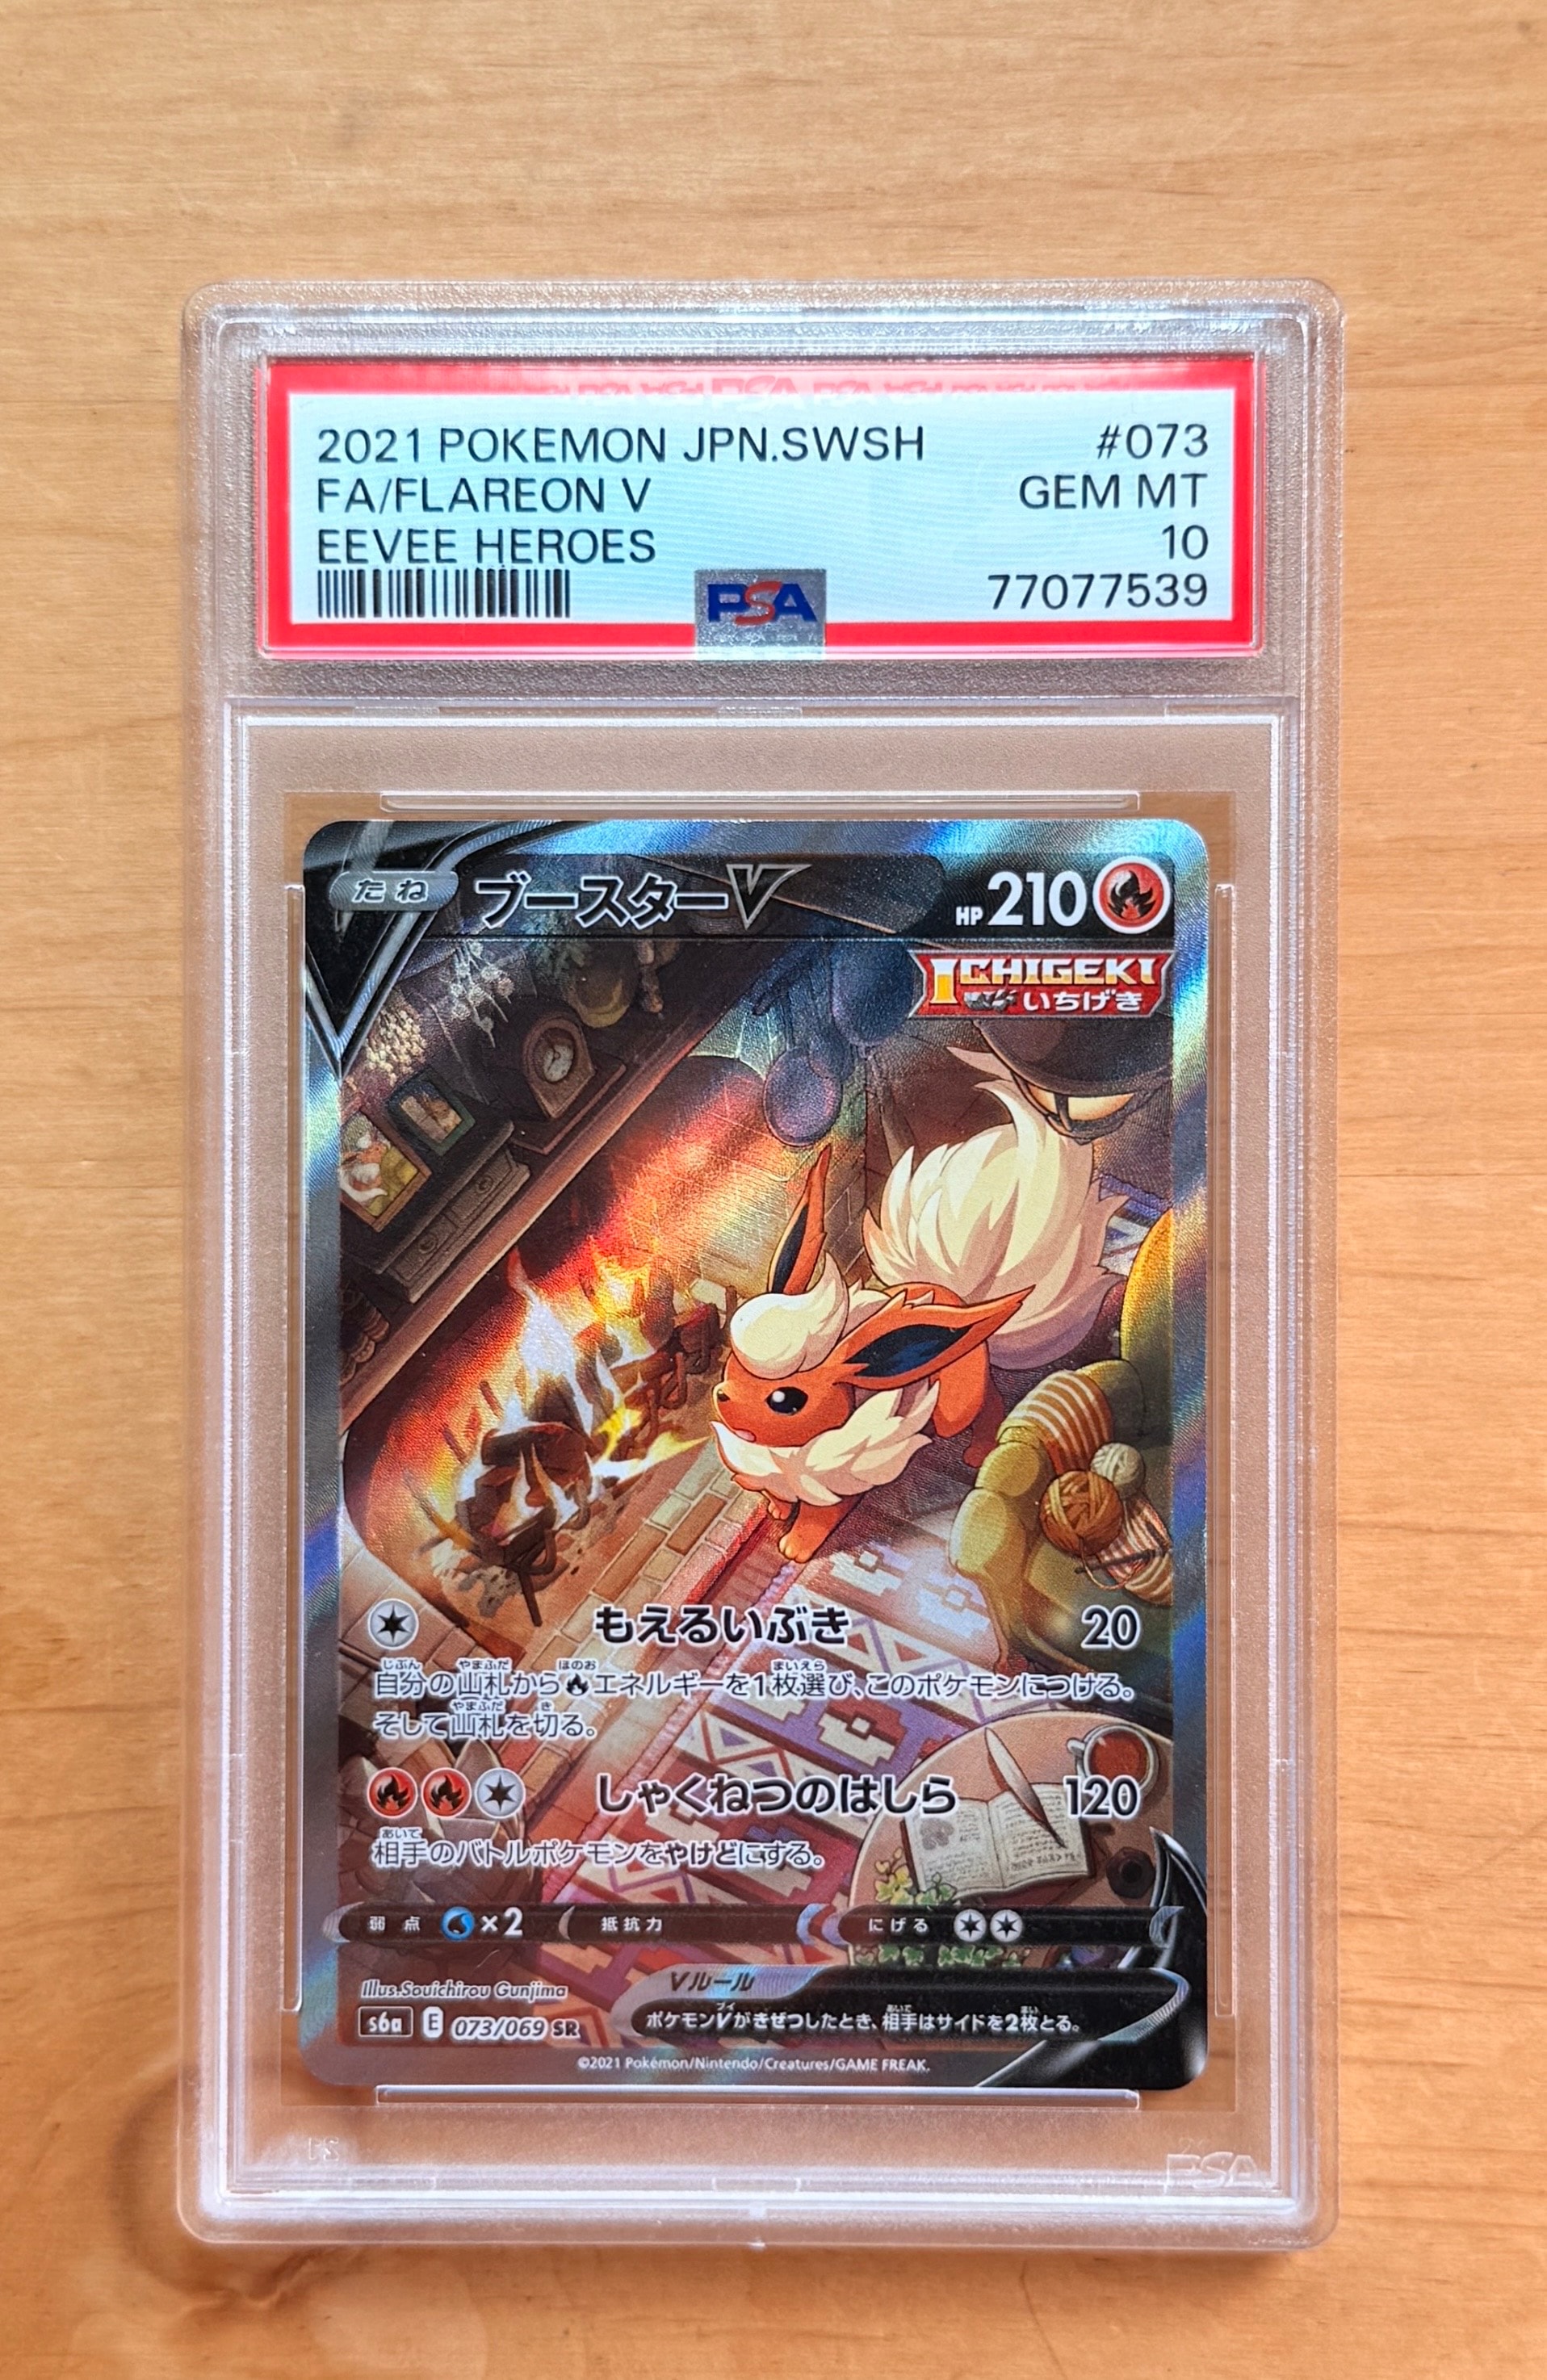 2021 POKEMON JPN.SWSH #073
FA/FLAREON V GEM MT
EEVEE HEROES 10
PSA 77077539
たね ブースターV HP 210
ICHIGEKI
いちげき
もえるいぶき 20
自分の山札からエネルギーを1枚選び、このポケモンにつける。
そして山札を切る。
しゃくねつのはしら 120
相手のバトルポケモンをやけどにする。
弱点 ×2 抵抗力 にげる
Illus.Souichirou Gunjima
Vルール
s6a E 073/069 SR
ポケモンVがきぜつしたとき、相手はサイドを2枚とる。
©2021 Pokémon/Nintendo/Creatures/GAME FREAK.
PSA